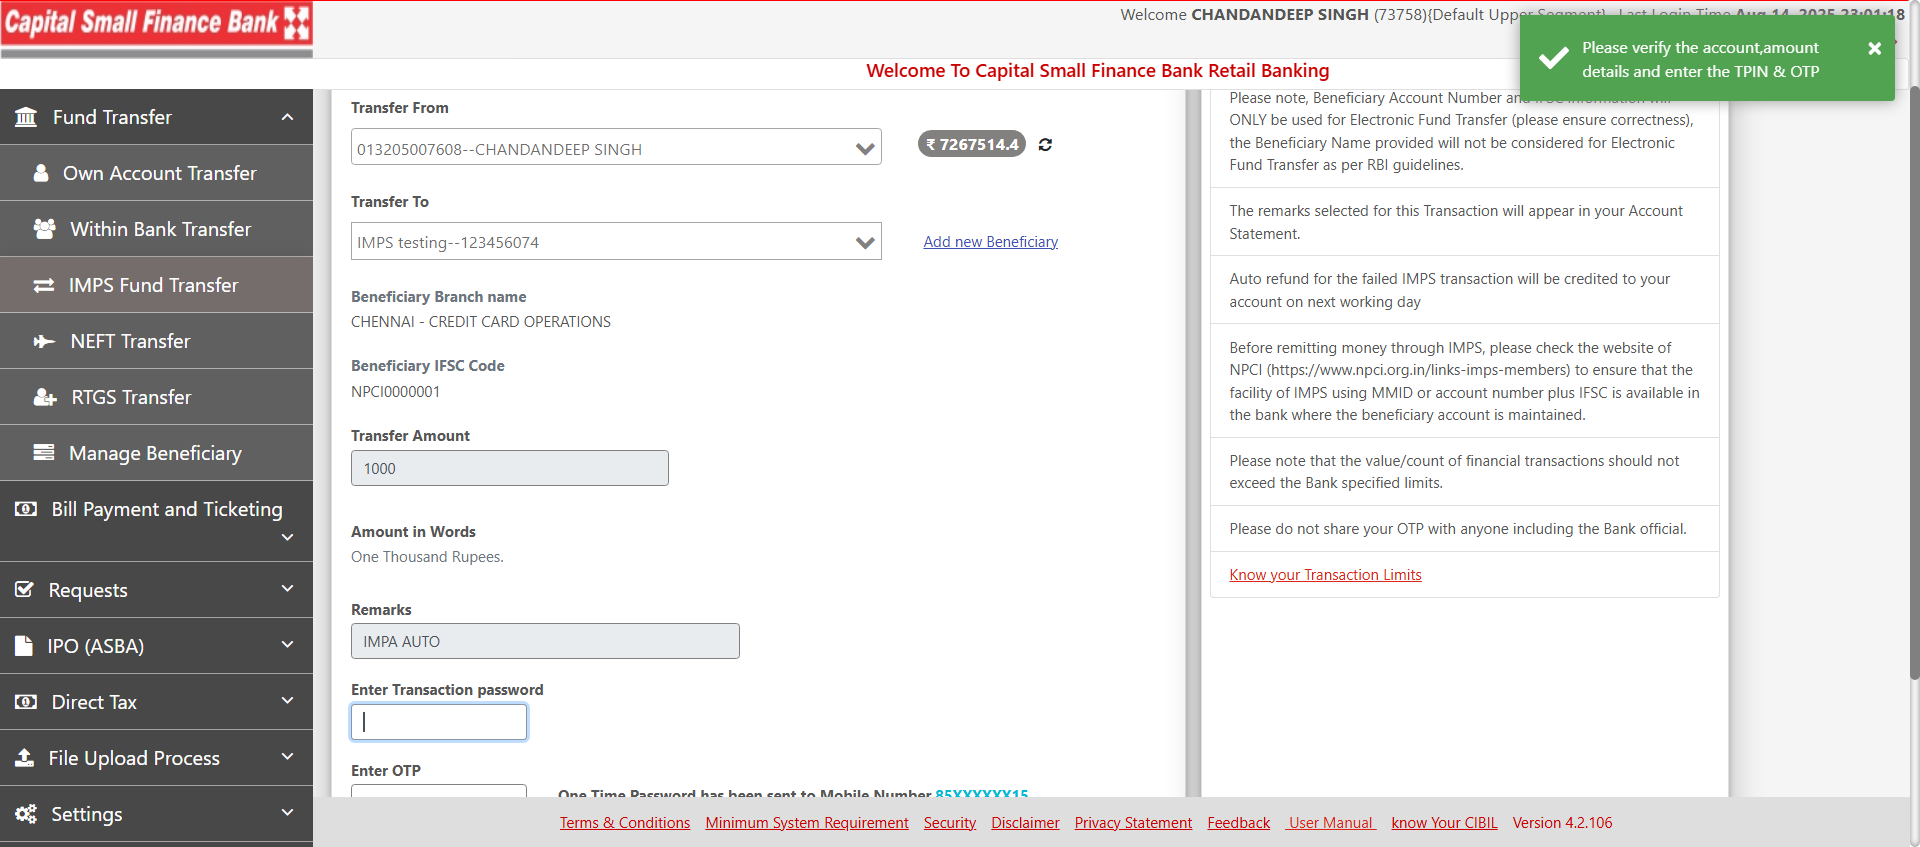 Capital Small Finance Bank
Welcome CHANDANDEEP SINGH (73758){Default Upper Segment} Last Login Time Aug 14, 2025 23:01:18
Please verify the account,amount
details and enter the TPIN & OTP
Welcome To Capital Small Finance Bank Retail Banking
Fund Transfer
Own Account Transfer
Within Bank Transfer
IMPS Fund Transfer
NEFT Transfer
RTGS Transfer
Manage Beneficiary
Bill Payment and Ticketing
Requests
IPO (ASBA)
Direct Tax
File Upload Process
Settings
Transfer From
013205007608--CHANDANDEEP SINGH
₹ 7267514.4
Transfer To
IMPS testing--123456074
Add new Beneficiary
Beneficiary Branch name
CHENNAI - CREDIT CARD OPERATIONS
Beneficiary IFSC Code
NPCI0000001
Transfer Amount
1000
Amount in Words
One Thousand Rupees.
Remarks
IMPA AUTO
Enter Transaction password
Enter OTP
One Time Password has been sent to Mobile Number 85XXXXXX15
Please note, Beneficiary Account Number and IFSC information will
ONLY be used for Electronic Fund Transfer (please ensure correctness),
the Beneficiary Name provided will not be considered for Electronic
Fund Transfer as per RBI guidelines.
The remarks selected for this Transaction will appear in your Account
Statement.
Auto refund for the failed IMPS transaction will be credited to your
account on next working day
Before remitting money through IMPS, please check the website of
NPCI (https://www.npci.org.in/links-imps-members) to ensure that the
facility of IMPS using MMID or account number plus IFSC is available in
the bank where the beneficiary account is maintained.
Please note that the value/count of financial transactions should not
exceed the Bank specified limits.
Please do not share your OTP with anyone including the Bank official.
Know your Transaction Limits
Terms & Conditions Minimum System Requirement Security Disclaimer Privacy Statement Feedback User Manual know Your CIBIL Version 4.2.106